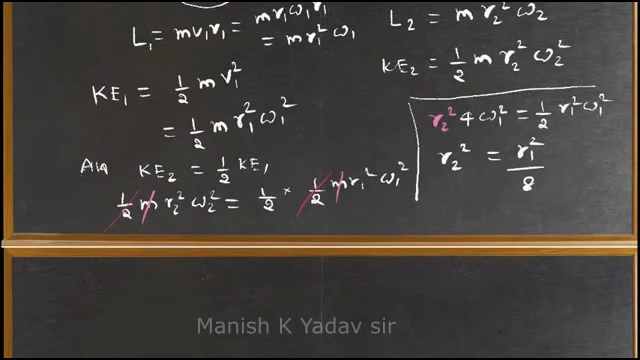 L₁ = mv₁r₁ = mr₁ω₁r₁
= mr₁²ω₁
KE₁ = 1/2 m v₁²
= 1/2 m r₁² ω₁²
Also KE₂ = 1/2 KE₁
1/2 m r₂² ω₂² = 1/2 × 1/2 m r₁² ω₁²
L₂ = m r₂² ω₂
KE₂ = 1/2 m r₂² ω₂²
r₂² 4 ω₁² = 1/2 r₁² ω₁²
r₂² = r₁²/8
Manish K Yadav sir